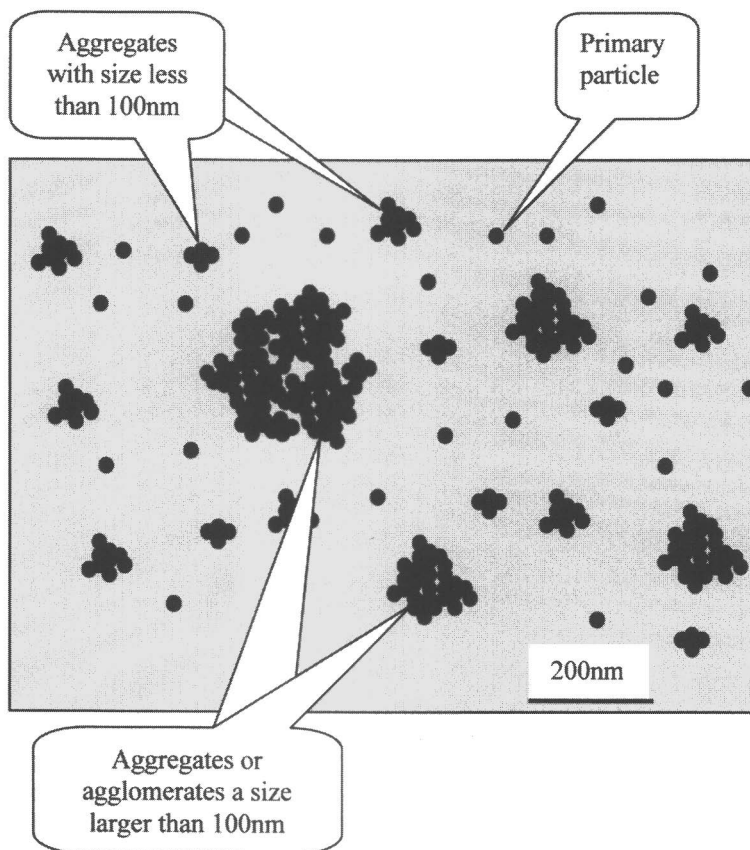 Aggregates
with size less
than 100nm
Primary
particle
200nm
Aggregates or
agglomerates a size
larger than 100nm